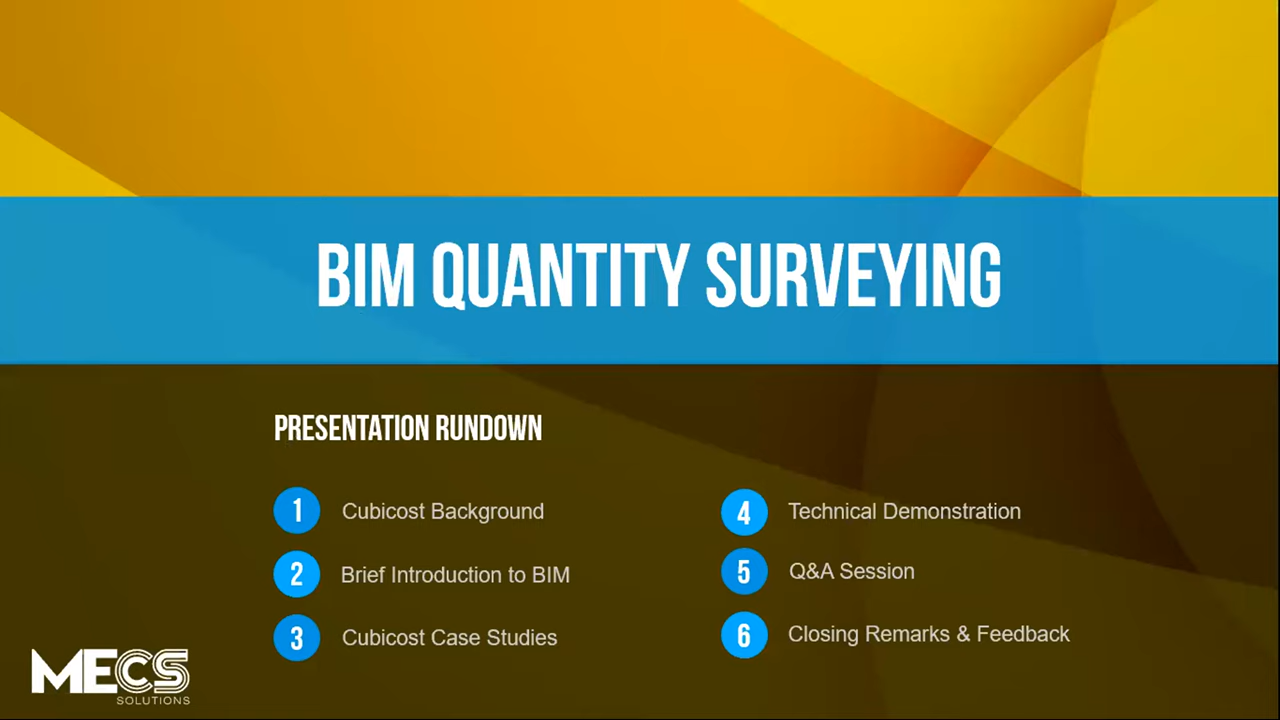 BIM QUANTITY SURVEYING
PRESENTATION RUNDOWN
1 Cubicost Background
2 Brief Introduction to BIM
3 Cubicost Case Studies
4 Technical Demonstration
5 Q&A Session
6 Closing Remarks & Feedback
MECS
SOLUTIONS